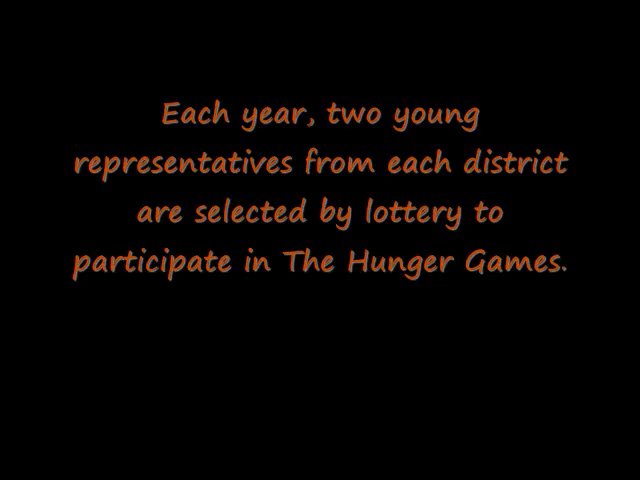 Each year, two young
representatives from each district
are selected by lottery to
participate in The Hunger Games.